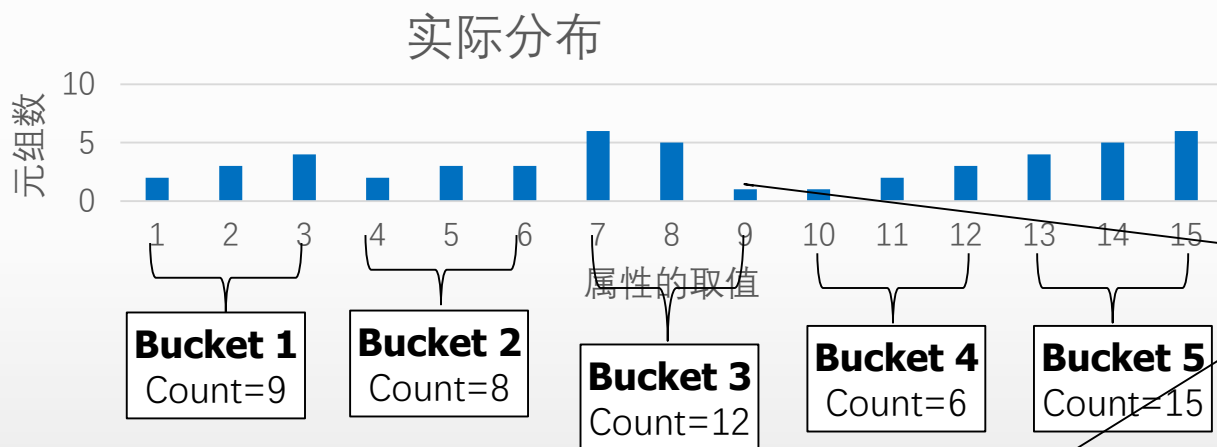 实际分布
元组数
10
5
0
1 2 3 4 5 6 7 8 9 10 11 12 13 14 15
属性的取值
Bucket 1
Count=9
Bucket 2
Count=8
Bucket 3
Count=12
Bucket 4
Count=6
Bucket 5
Count=15